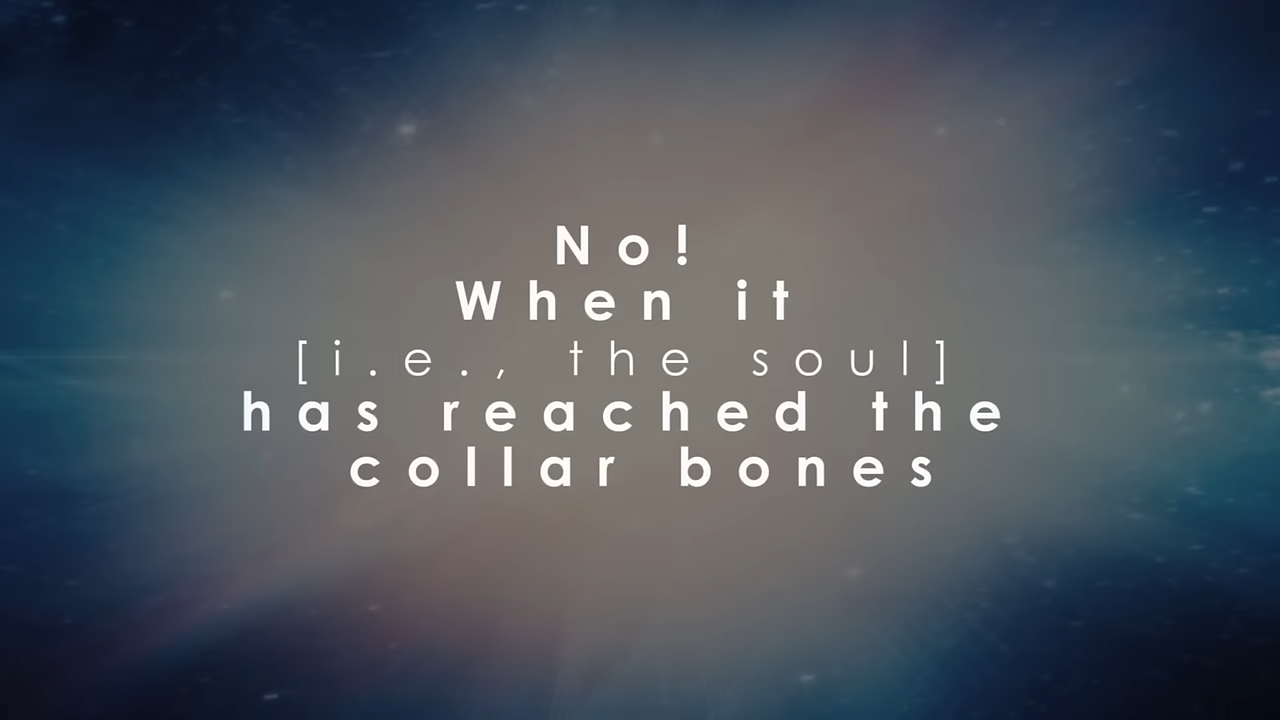 No!
When it
[i.e., the soul]
has reached the
collar bones